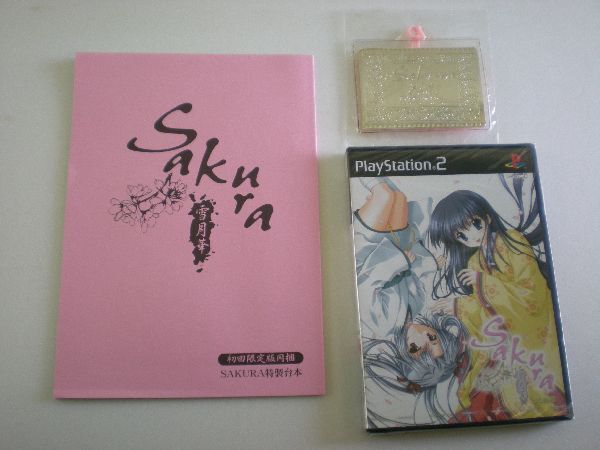 Sakura
雪月華
初回限定版同梱
SAKURA特製台本
PlayStation 2
Sakura